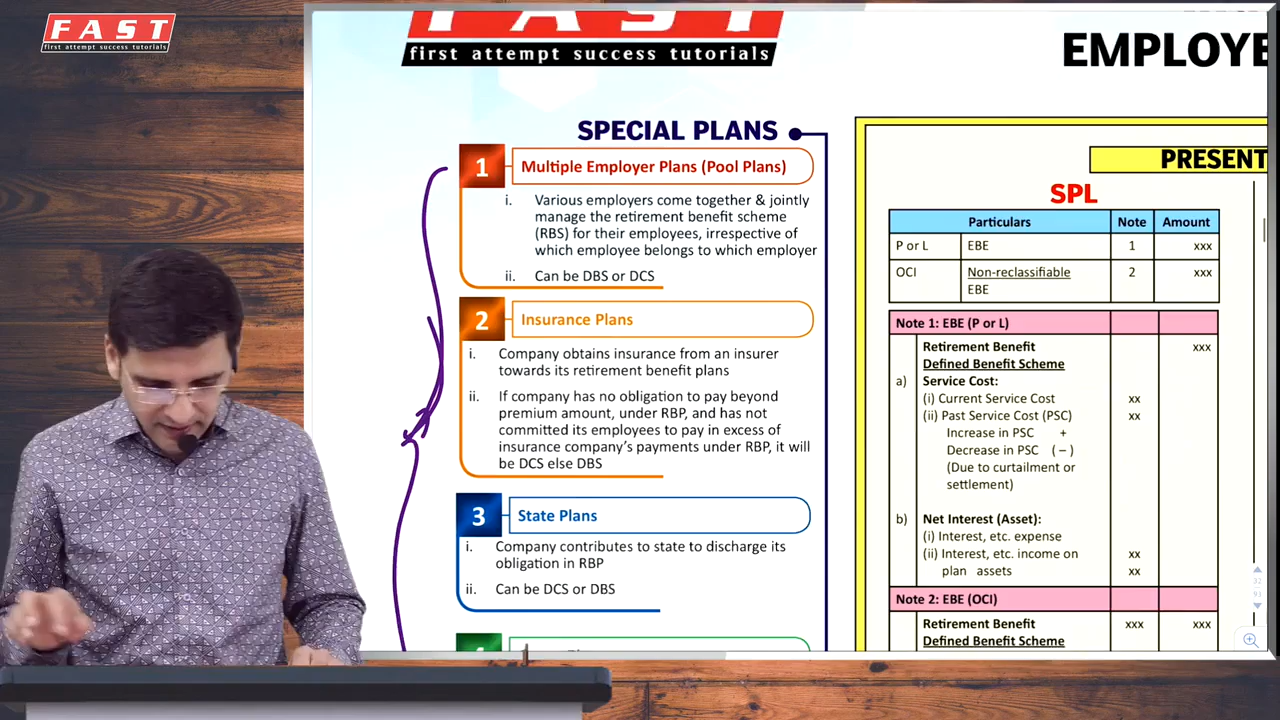 FAST
first attempt success tutorials
FAST
first attempt success tutorials
SPECIAL PLANS
1
Multiple Employer Plans (Pool Plans)
i. Various employers come together & jointly
manage the retirement benefit scheme
(RBS) for their employees, irrespective of
which employee belongs to which employer
ii. Can be DBS or DCS
2
Insurance Plans
i. Company obtains insurance from an insurer
towards its retirement benefit plans
ii. If company has no obligation to pay beyond
premium amount, under RBP, and has not
committed its employees to pay in excess of
insurance company's payments under RBP, it will
be DCS else DBS
3
State Plans
i. Company contributes to state to discharge its
obligation in RBP
ii. Can be DCS or DBS
EMPLOYE
PRESENT
SPL
Particulars Note Amount
P or L EBE 1 xxx
OCI Non-reclassifiable 2 xxx
EBE
Note 1: EBE (P or L)
Retirement Benefit xxx
Defined Benefit Scheme
a) Service Cost:
(i) Current Service Cost xx
(ii) Past Service Cost (PSC) xx
Increase in PSC +
Decrease in PSC ( – )
(Due to curtailment or
settlement)
b) Net Interest (Asset):
(i) Interest, etc. expense
(ii) Interest, etc. income on xx
plan assets xx
Note 2: EBE (OCI)
Retirement Benefit xxx xxx
Defined Benefit Scheme